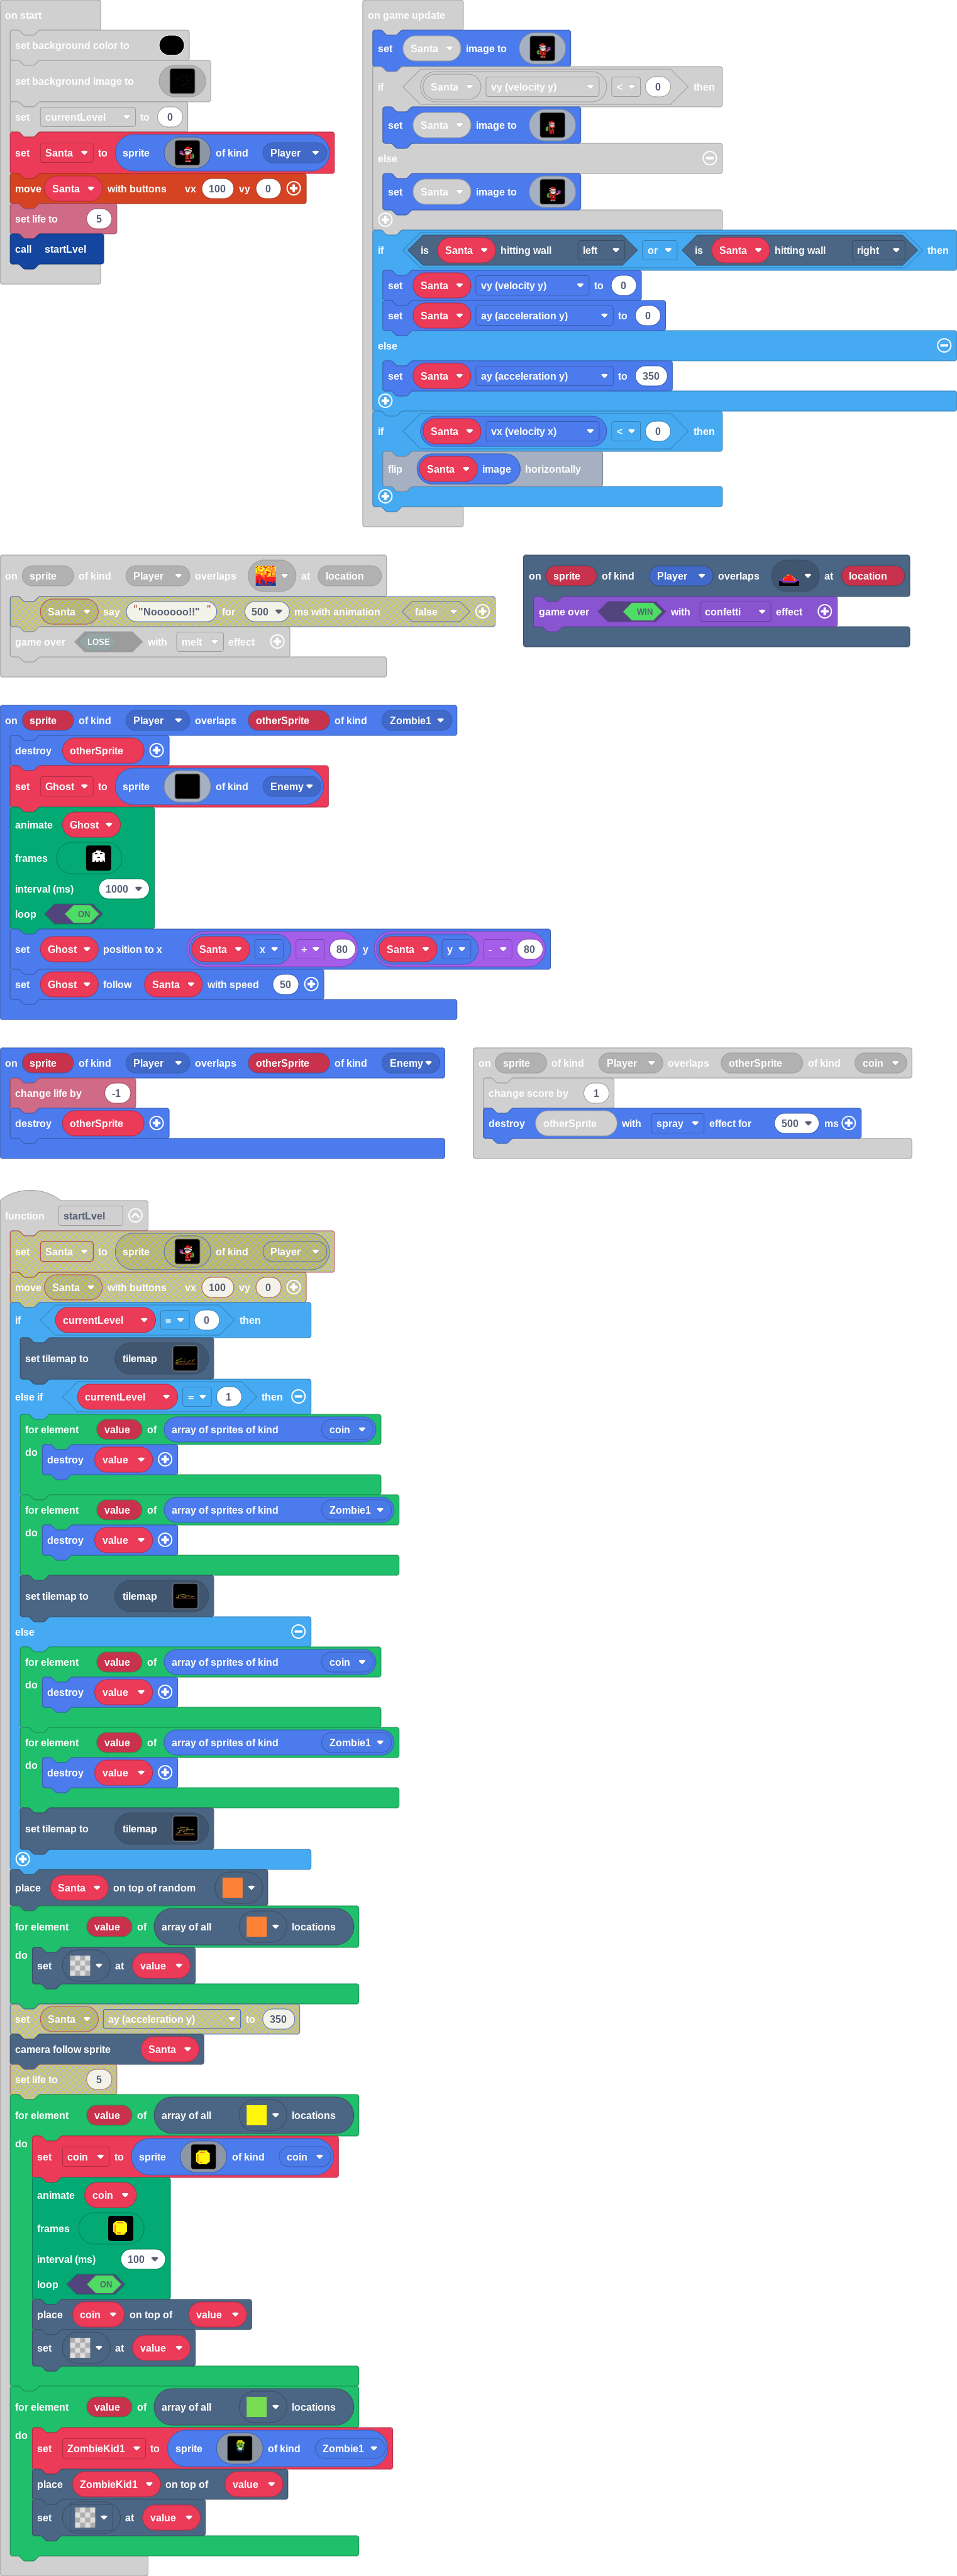 on start
set background color to
set background image to
set currentLevel to 0
set Santa to sprite of kind Player
move Santa with buttons vx 100 vy 0
set life to 5
call startLvel
on game update
set Santa image to
if Santa vy (velocity y) < 0 then
set Santa image to
else
set Santa image to
if is Santa hitting wall left or is Santa hitting wall right then
set Santa vy (velocity y) to 0
set Santa ay (acceleration y) to 0
else
set Santa ay (acceleration y) to 350
if Santa vx (velocity x) < 0 then
flip Santa image horizontally
on sprite of kind Player overlaps at location
Santa say ""Noooooo!!" " for 500 ms with animation false
game over LOSE with melt effect
on sprite of kind Player overlaps at location
game over WIN with confetti effect
on sprite of kind Player overlaps otherSprite of kind Zombie1
destroy otherSprite
set Ghost to sprite of kind Enemy
animate Ghost
frames
interval (ms) 1000
loop ON
set Ghost position to x Santa x + 80 y Santa y - 80
set Ghost follow Santa with speed 50
on sprite of kind Player overlaps otherSprite of kind Enemy
change life by -1
destroy otherSprite
on sprite of kind Player overlaps otherSprite of kind coin
change score by 1
destroy otherSprite with spray effect for 500 ms
function startLvel
set Santa to sprite of kind Player
move Santa with buttons vx 100 vy 0
if currentLevel = 0 then
set tilemap to tilemap
else if currentLevel = 1 then
for element value of array of sprites of kind coin
do destroy value
for element value of array of sprites of kind Zombie1
do destroy value
set tilemap to tilemap
else
for element value of array of sprites of kind coin
do destroy value
for element value of array of sprites of kind Zombie1
do destroy value
set tilemap to tilemap
place Santa on top of random
for element value of array of all locations
do set at value
set Santa ay (acceleration y) to 350
camera follow sprite Santa
set life to 5
for element value of array of all locations
do set coin to sprite of kind coin
animate coin
frames
interval (ms) 100
loop ON
place coin on top of value
set at value
for element value of array of all locations
do set ZombieKid1 to sprite of kind Zombie1
place ZombieKid1 on top of value
set at value